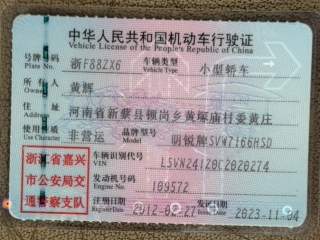 中华人民共和国机动车行驶证
Vehicle License of the People's Republic of China
号牌号码 浙F88ZX6 车辆类型 小型轿车
Plate No. Vehicle Type
所有人 黄辉
Owner
住址 河南省新蔡县顿岗乡黄塚庙村委黄庄
Address
使用性质 非营运 品牌型号 明锐牌SVW7166HSD
Use Character Model
浙江省嘉兴 车辆识别代号 LSVN241Z0C2020274
VIN
市公安局交 发动机号码 109572
Engine No.
通警察支队 注册日期 2012-02-27 发证日期 2023-11-04
Register Date Issue Date